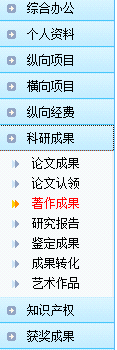 综合办公
个人资料
纵向项目
横向项目
纵向经费
科研成果
论文成果
论文认领
著作成果
研究报告
鉴定成果
成果转化
艺术作品
知识产权
获奖成果